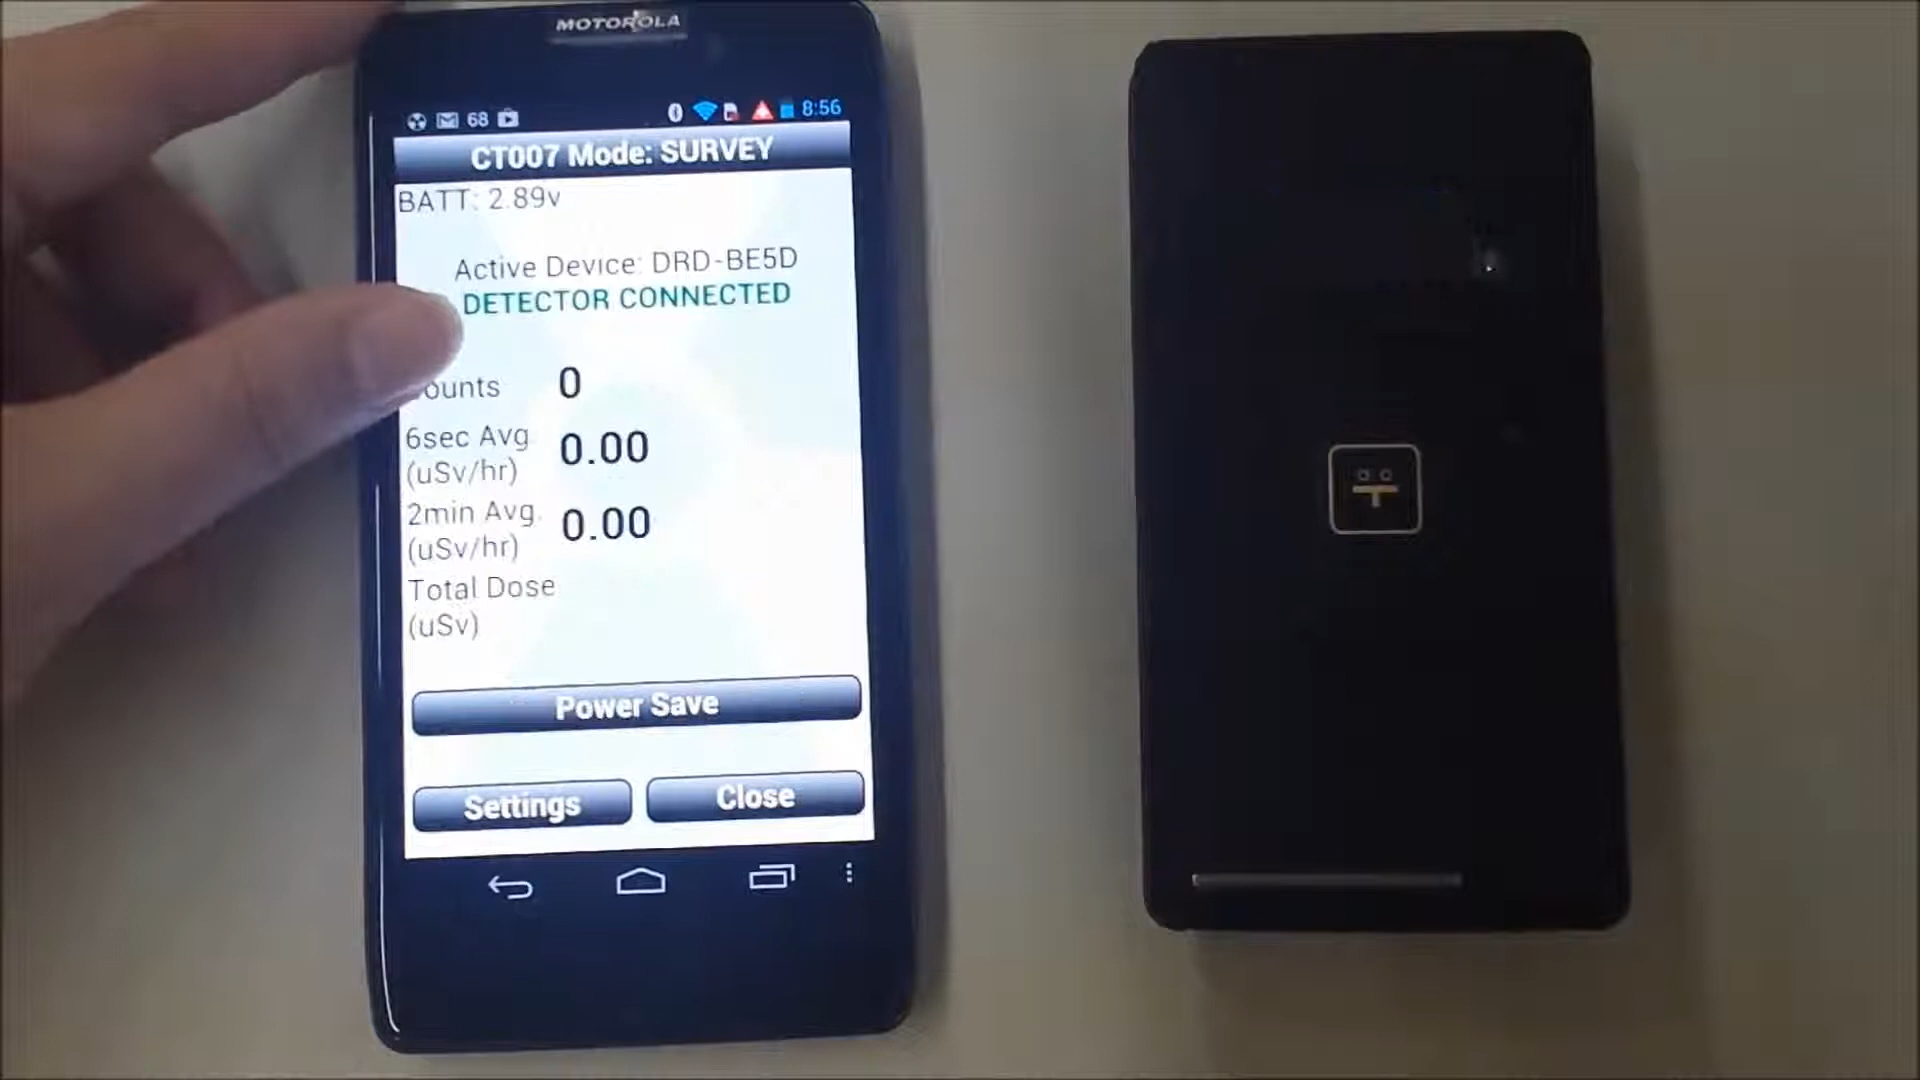 MOTOROLA
68 8:56
CT007 Mode: SURVEY
BATT: 2.89v
Active Device: DRD-BE5D
DETECTOR CONNECTED
ounts 0
6sec Avg. 0.00
(uSv/hr)
2min Avg. 0.00
(uSv/hr)
Total Dose
(uSv)
Power Save
Settings Close